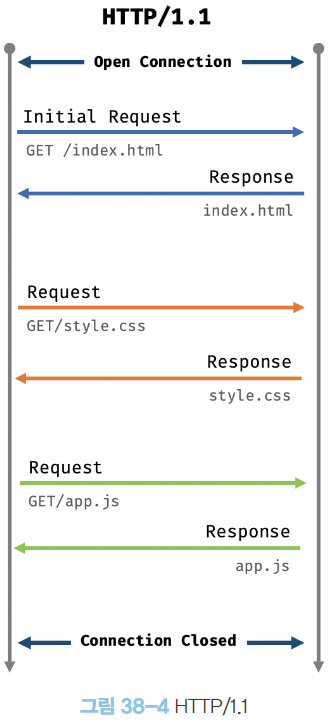 HTTP/1.1
Open Connection
Initial Request
GET /index.html
Response
index.html
Request
GET/style.css
Response
style.css
Request
GET/app.js
Response
app.js
Connection Closed
그림 38-4 HTTP/1.1